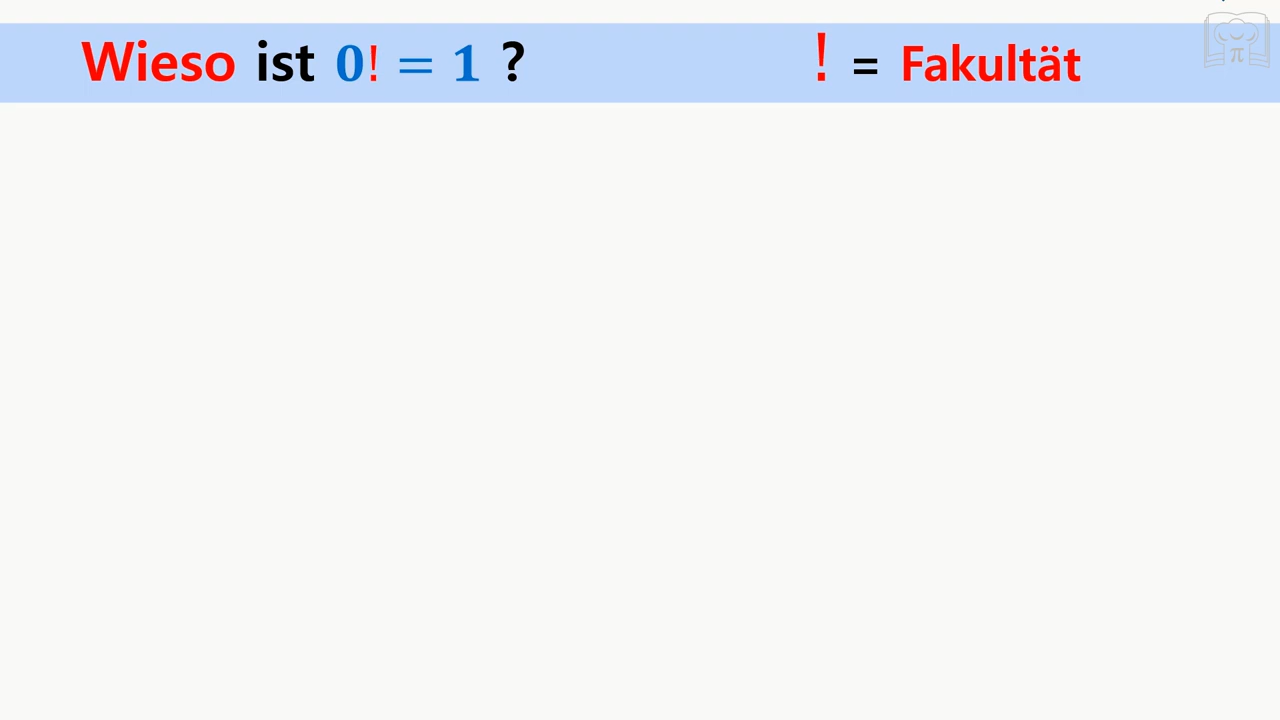 Wieso ist 0! = 1 ? ! = Fakultät
π